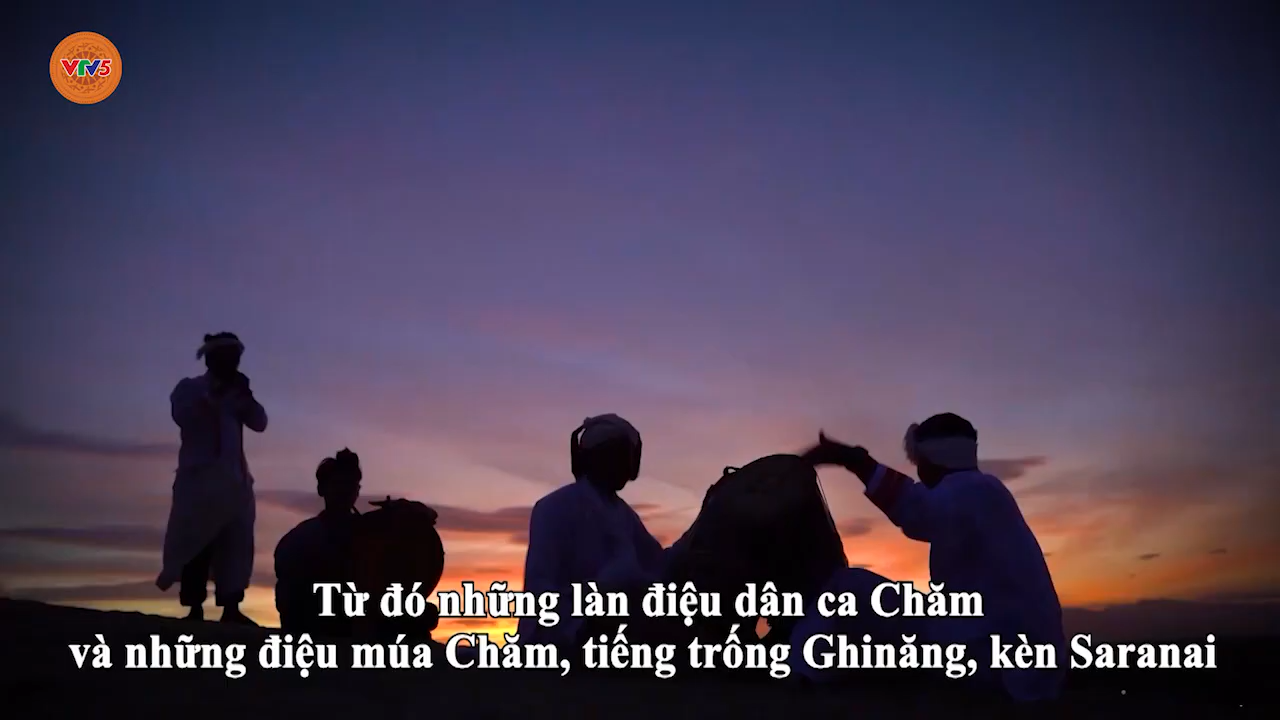 VTV5
Từ đó những làn điệu dân ca Chăm
và những điệu múa Chăm, tiếng trống Ghinăng, kèn Saranai